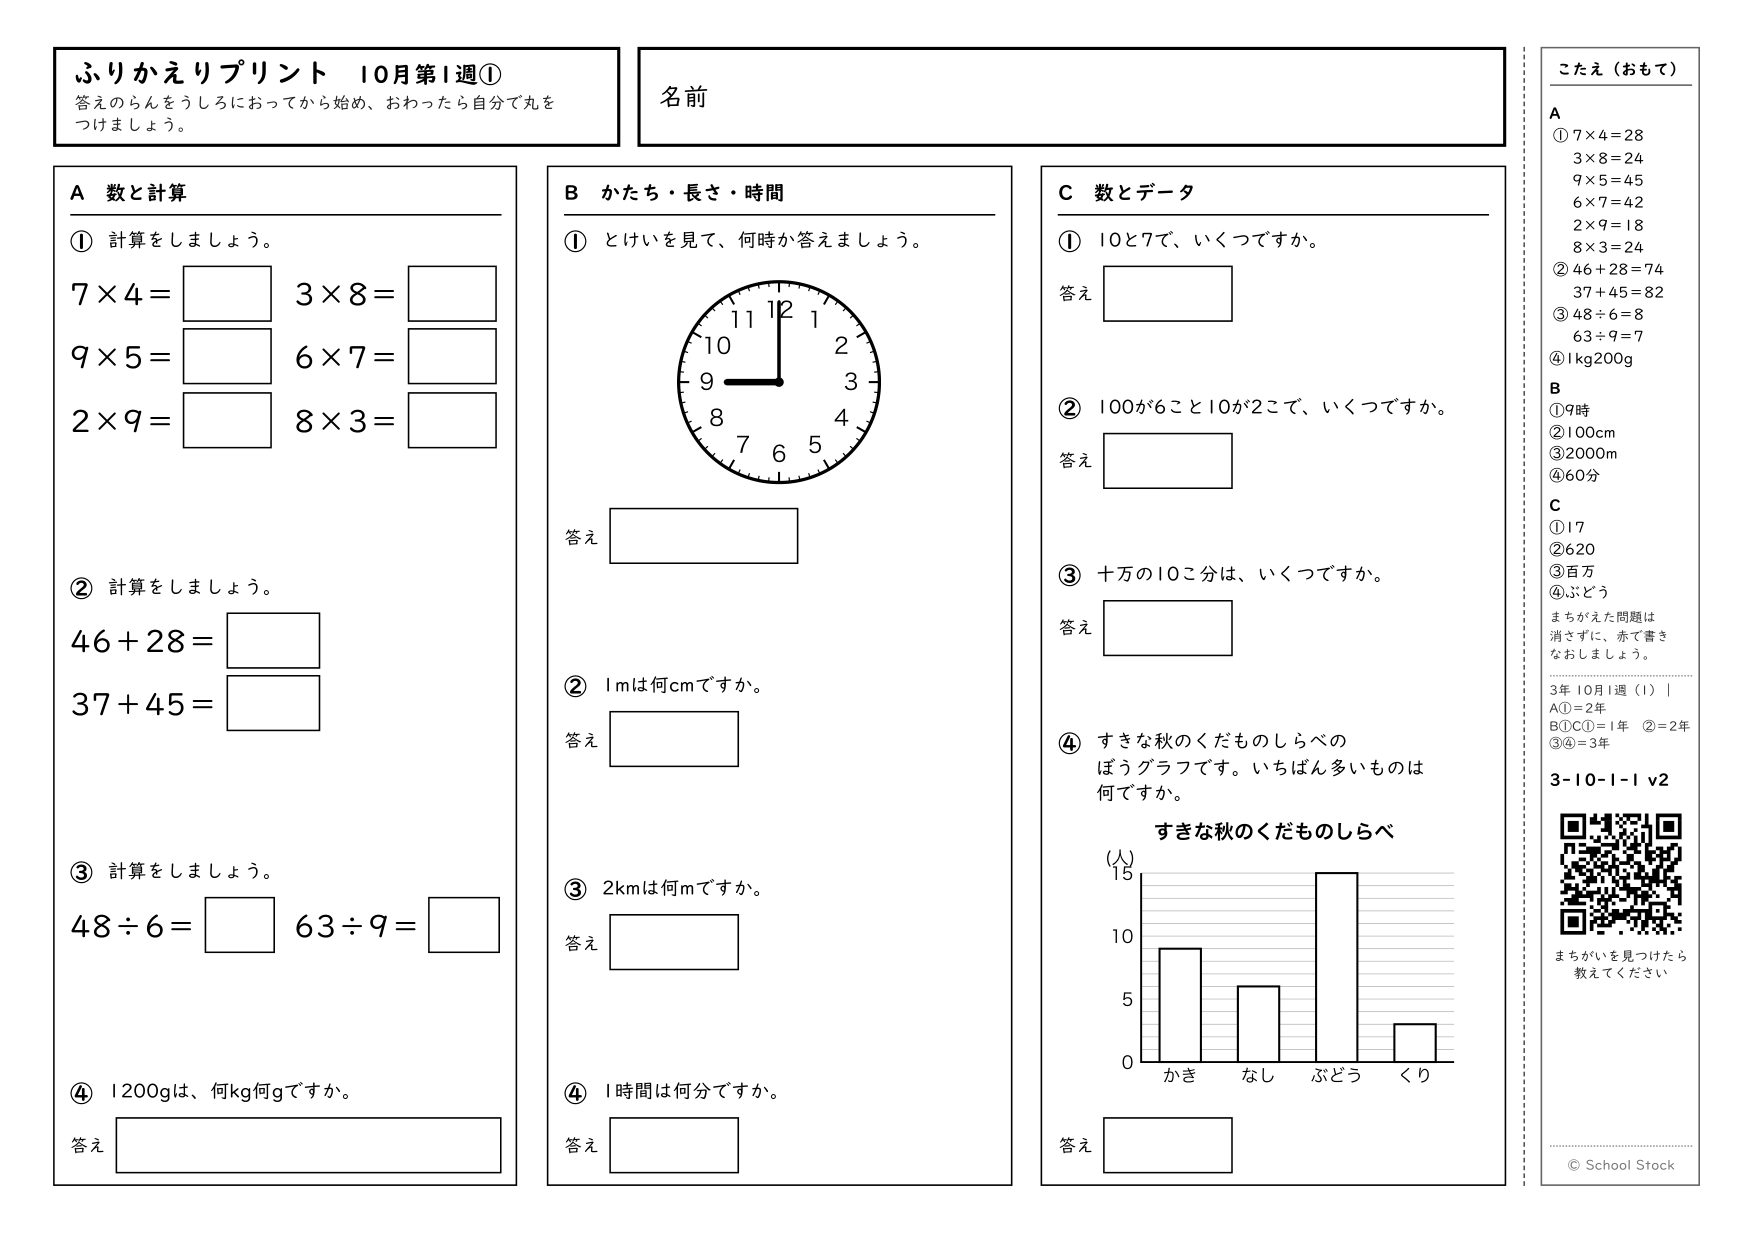 ふりかえりプリント　10月第1週①
答えのらんをうしろにおってから始め、おわったら自分で丸を
つけましょう。
名前
A　数と計算
① 計算をしましょう。
7×4＝　3×8＝
9×5＝　6×7＝
2×9＝　8×3＝
② 計算をしましょう。
46＋28＝
37＋45＝
③ 計算をしましょう。
48÷6＝　63÷9＝
④ 1200gは、何kg何gですか。
答え
B　かたち・長さ・時間
① とけいを見て、何時か答えましょう。
12
11 1
10 2
9 3
8 4
7 5
6
答え
② 1mは何cmですか。
答え
③ 2kmは何mですか。
答え
④ 1時間は何分ですか。
答え
C　数とデータ
① 10と7で、いくつですか。
答え
② 100が6こと10が2こで、いくつですか。
答え
③ 十万の10こ分は、いくつですか。
答え
④ すきな秋のくだものしらべの
ぼうグラフです。いちばん多いものは
何ですか。
すきな秋のくだものしらべ
(人)
15
10
5
0
かき　なし　ぶどう　くり
答え
こたえ（おもて）
A
① 7×4＝28
3×8＝24
9×5＝45
6×7＝42
2×9＝18
8×3＝24
② 46＋28＝74
37＋45＝82
③ 48÷6＝8
63÷9＝7
④1kg200g
B
①9時
②100cm
③2000m
④60分
C
①17
②620
③百万
④ぶどう
まちがえた問題は
消さずに、赤で書き
なおしましょう。
3年 10月1週（1）｜
A①＝2年
B①C①＝1年　②＝2年
③④＝3年
3-10-1-1 v2
まちがいを見つけたら
教えてください
© School Stock